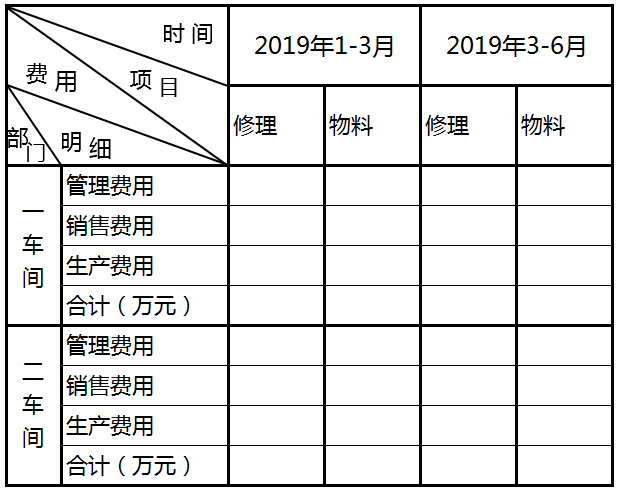 时间
2019年1-3月 2019年3-6月
费用 项目
修理 物料 修理 物料
部门 明细
一车间
管理费用
销售费用
生产费用
合计（万元）
二车间
管理费用
销售费用
生产费用
合计（万元）